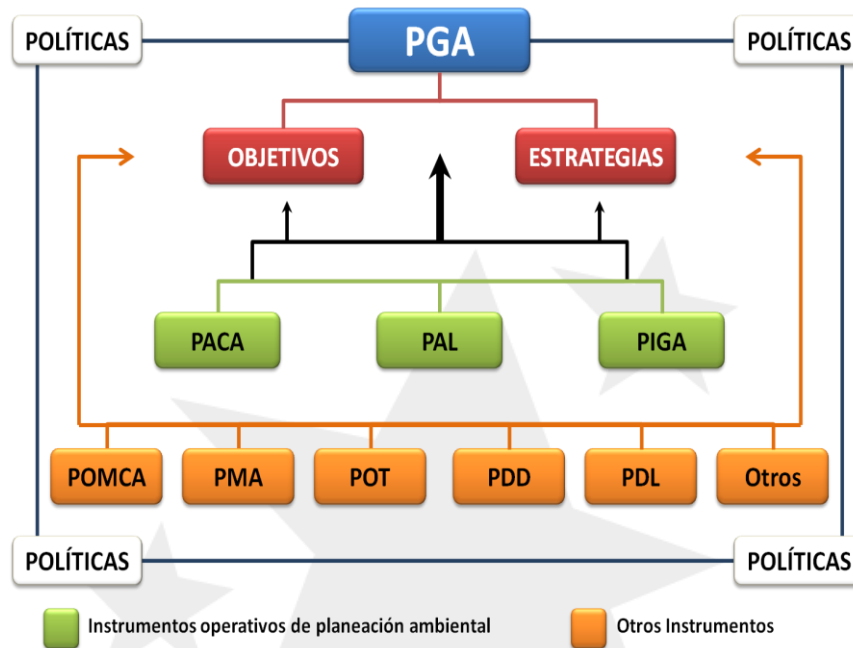 POLÍTICAS
PGA
POLÍTICAS
OBJETIVOS
ESTRATEGIAS
PACA
PAL
PIGA
POMCA
PMA
POT
PDD
PDL
Otros
POLÍTICAS
POLÍTICAS
Instrumentos operativos de planeación ambiental
Otros Instrumentos